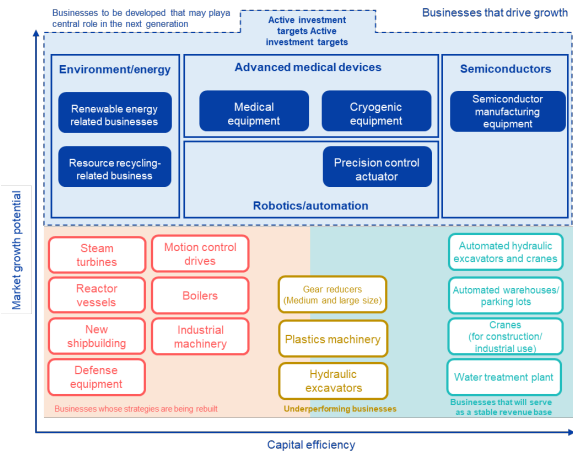 Businesses to be developed that may playa
central role in the next generation
Active investment
targets Active
investment targets
Businesses that drive growth
Environment/energy
Renewable energy
related businesses
Resource recycling-
related business
Advanced medical devices
Medical
equipment
Cryogenic
equipment
Precision control
actuator
Robotics/automation
Semiconductors
Semiconductor
manufacturing
equipment
Market growth potential
Steam
turbines
Motion control
drives
Reactor
vessels
Boilers
New
shipbuilding
Industrial
machinery
Defense
equipment
Businesses whose strategies are being rebuilt
Gear reducers
(Medium and large size)
Plastics machinery
Hydraulic
excavators
Underperforming businesses
Automated hydraulic
excavators and cranes
Automated warehouses/
parking lots
Cranes
(for construction/
industrial use)
Water treatment plant
Businesses that will serve
as a stable revenue base
Capital efficiency